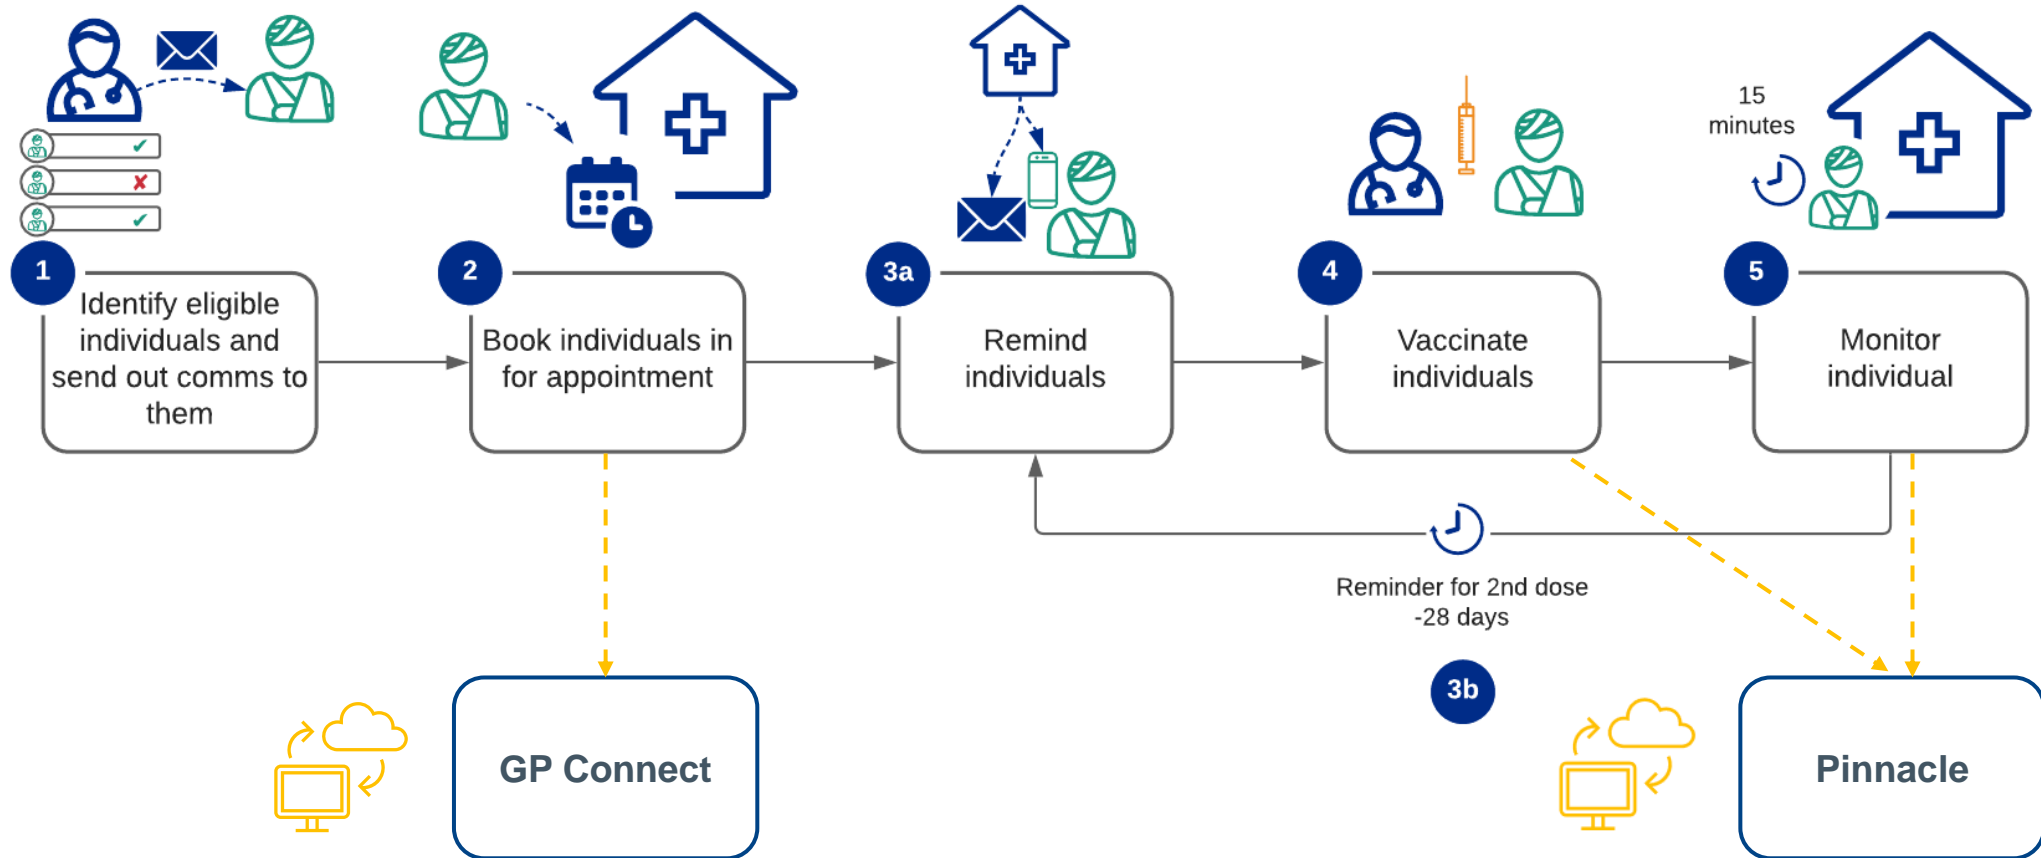 1
Identify eligible
individuals and
send out comms to
them
2
Book individuals in
for appointment
3a
Remind
individuals
4
Vaccinate
individuals
15
minutes
5
Monitor
individual
Reminder for 2nd dose
-28 days
3b
GP Connect
Pinnacle